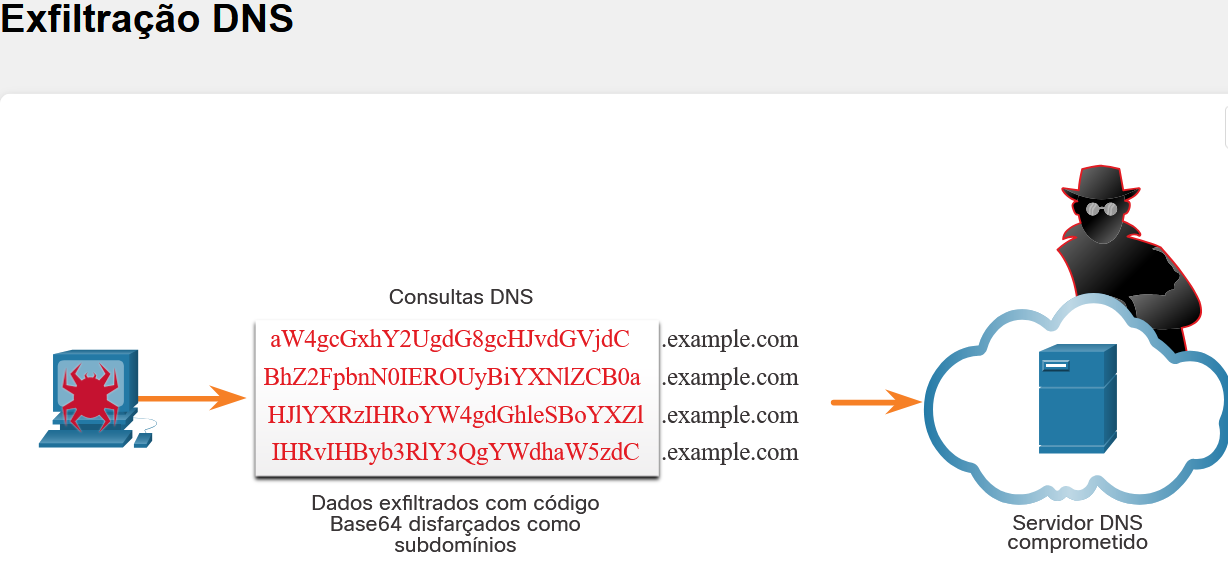 Exfiltração DNS
Consultas DNS
aW4gcGxhY2UgdG8gcHJvdGVjdC .example.com
BhZ2FpbnN0IEROUyBiYXNlZCB0a .example.com
HJlYXRzIHRoYW4gdGhleSBoYXZl .example.com
IHRvIHByb3RlY3QgYWdhaW5zdC .example.com
Dados exfiltrados com código
Base64 disfarçados como
subdomínios
Servidor DNS
comprometido